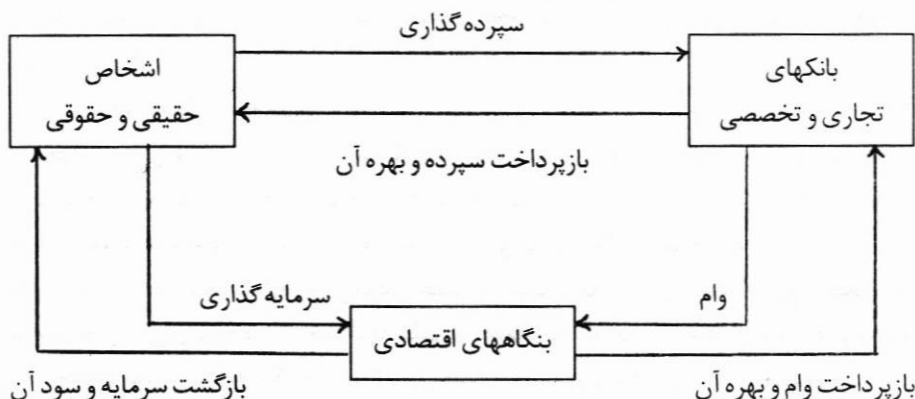 سپرده گذاری
اشخاص
حقیقی و حقوقی
بانکهای
تجاری و تخصصی
بازپرداخت سپرده و بهره آن
سرمایه گذاری
وام
بنگاههای اقتصادی
بازگشت سرمایه و سود آن
بازپرداخت وام و بهره آن